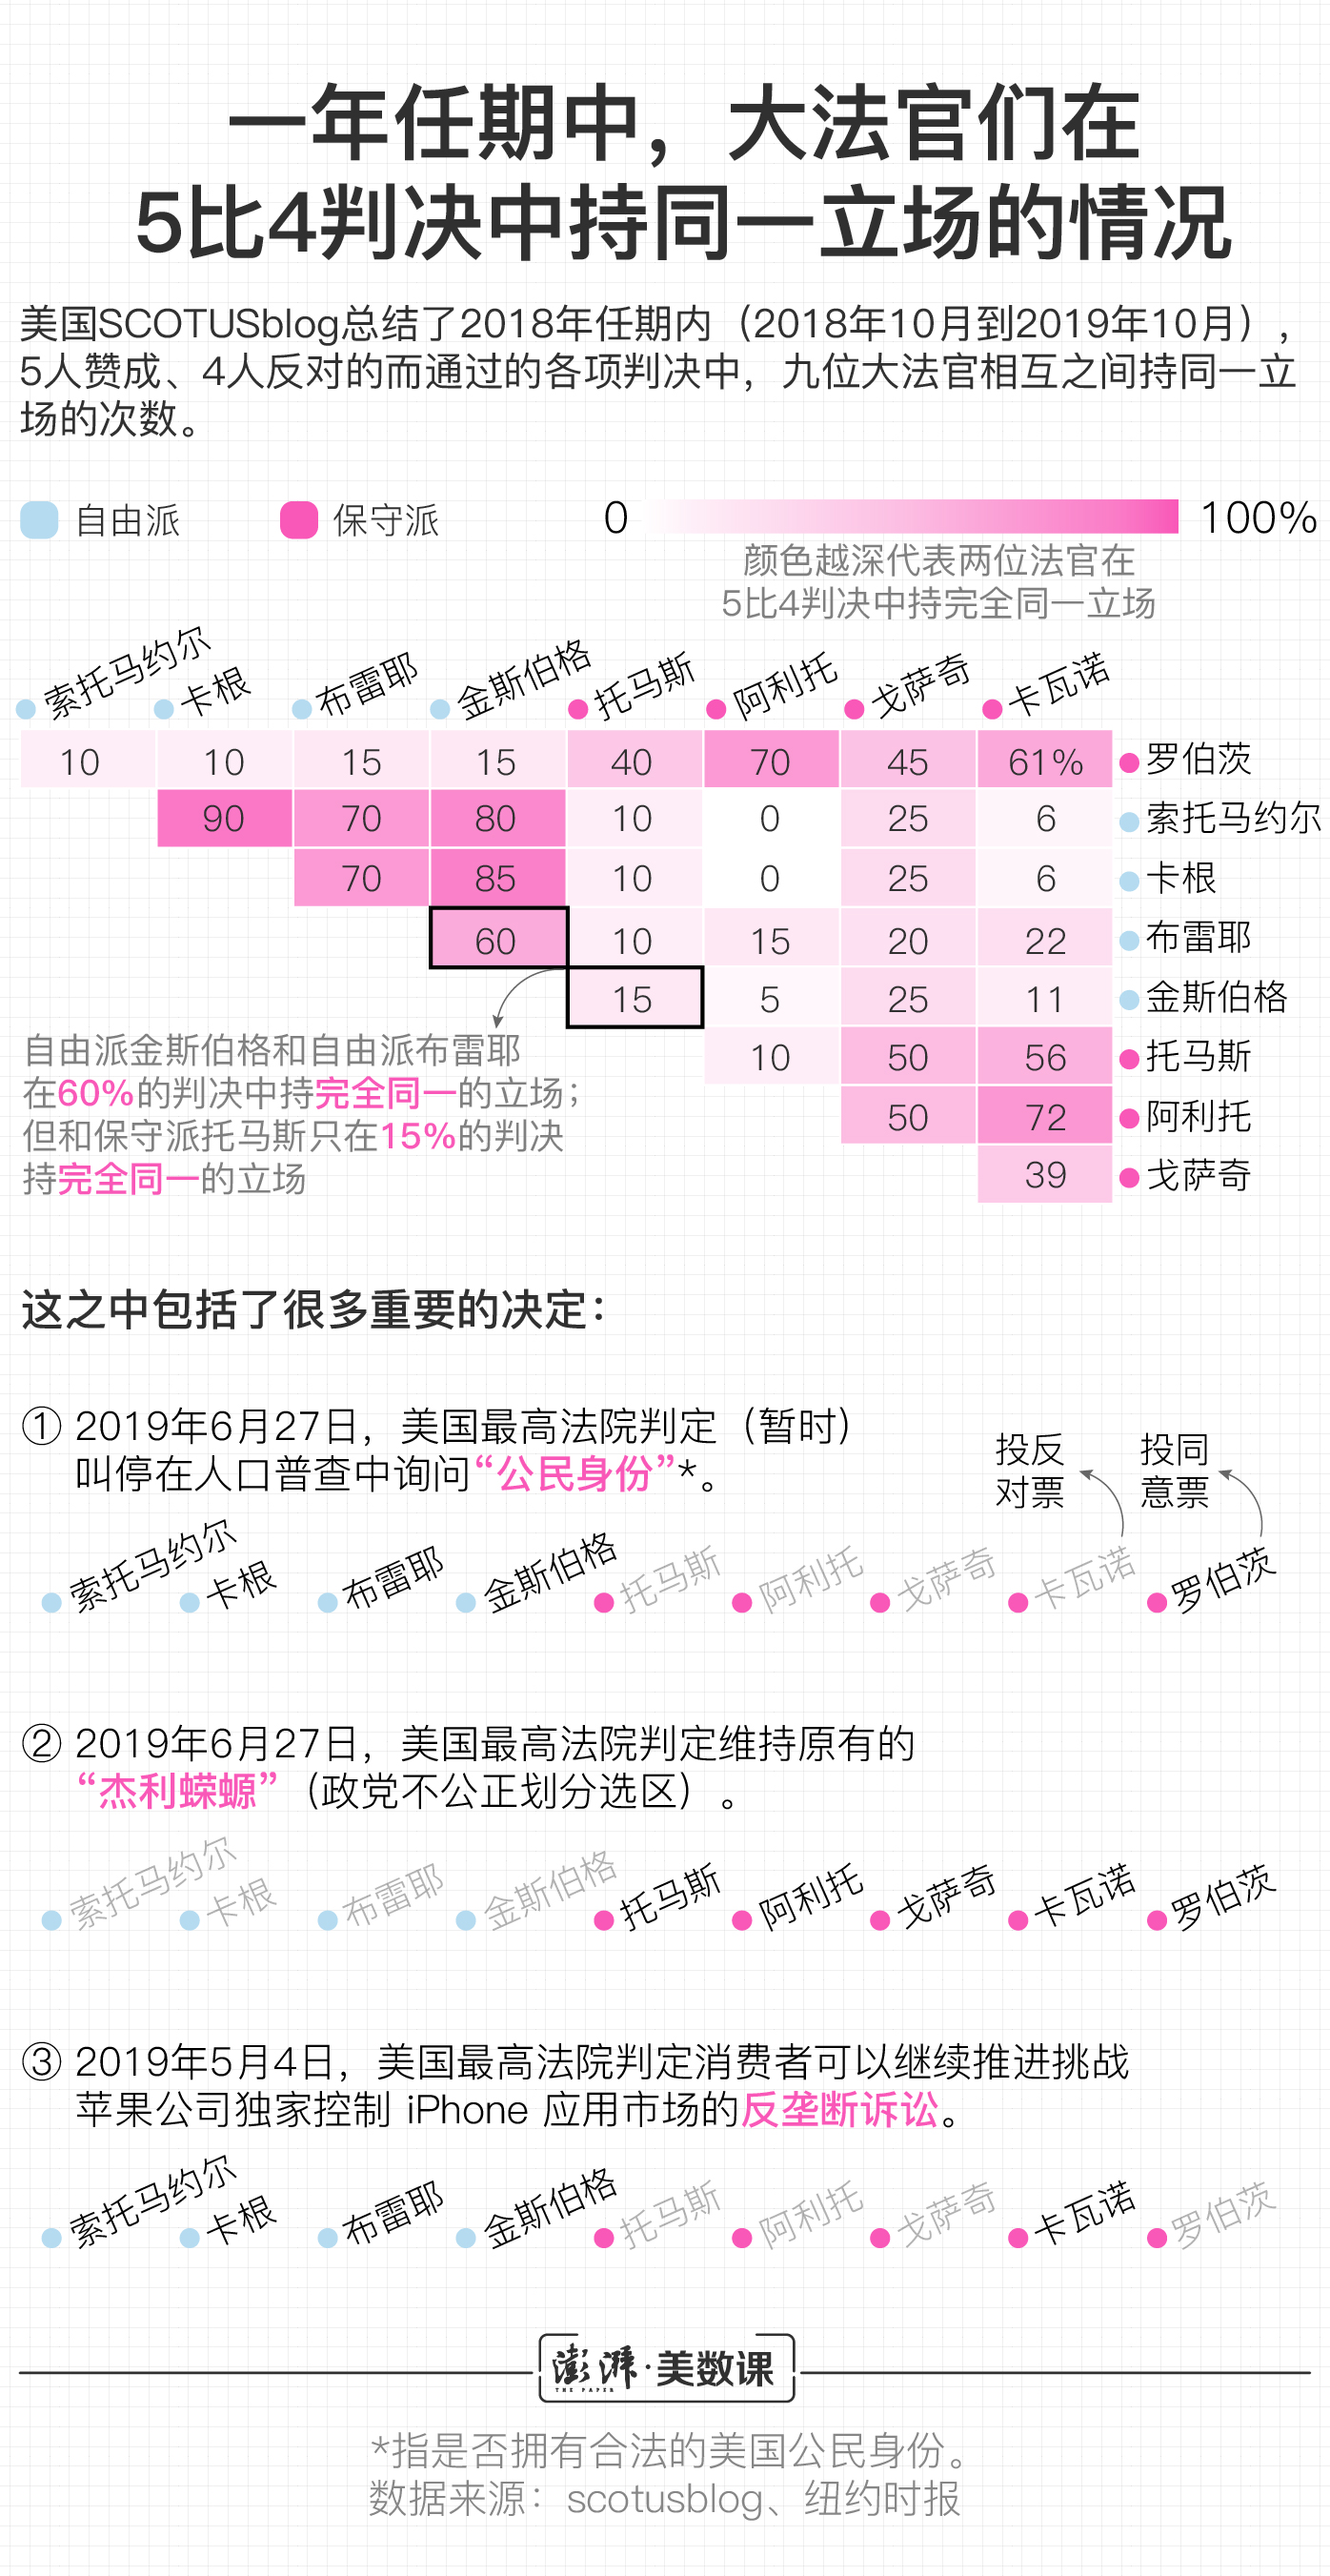 一年任期中，大法官们在
5比4判决中持同一立场的情况
美国SCOTUSblog总结了2018年任期内（2018年10月到2019年10月），
5人赞成、4人反对的而通过的各项判决中，九位大法官相互之间持同一立
场的次数。
自由派 保守派 0 100%
颜色越深代表两位法官在
5比4判决中持完全同一立场
索托马约尔 卡根 布雷耶 金斯伯格 托马斯 阿利托 戈萨奇 卡瓦诺
10 10 15 15 40 70 45 61% 罗伯茨
90 70 80 10 0 25 6 索托马约尔
70 85 10 0 25 6 卡根
60 10 15 20 22 布雷耶
15 5 25 11 金斯伯格
10 50 56 托马斯
50 72 阿利托
39 戈萨奇
自由派金斯伯格和自由派布雷耶
在60%的判决中持完全同一的立场；
但和保守派托马斯只在15%的判决
持完全同一的立场
这之中包括了很多重要的决定：
① 2019年6月27日，美国最高法院判定（暂时）
叫停在人口普查中询问“公民身份”*。
投反
对票
投同
意票
索托马约尔 卡根 布雷耶 金斯伯格 托马斯 阿利托 戈萨奇 卡瓦诺 罗伯茨
② 2019年6月27日，美国最高法院判定维持原有的
“杰利蝾螈”（政党不公正划分选区）。
索托马约尔 卡根 布雷耶 金斯伯格 托马斯 阿利托 戈萨奇 卡瓦诺 罗伯茨
③ 2019年5月4日，美国最高法院判定消费者可以继续推进挑战
苹果公司独家控制 iPhone 应用市场的反垄断诉讼。
索托马约尔 卡根 布雷耶 金斯伯格 托马斯 阿利托 戈萨奇 卡瓦诺 罗伯茨
澎湃·美数课
THE PAPER
*指是否拥有合法的美国公民身份。
数据来源：scotusblog、纽约时报